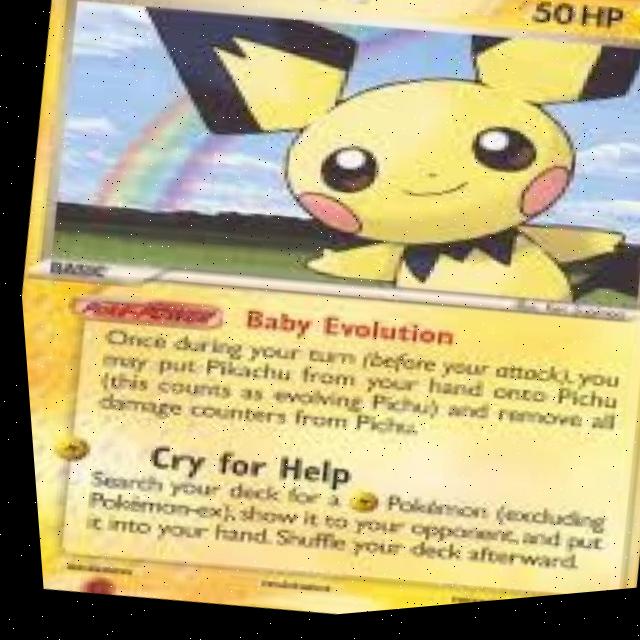 50 HP
BASIC
POKé-POWER Baby Evolution
Once during your turn (before your attack), you
may put Pikachu from your hand onto Pichu
(this counts as evolving Pichu) and remove all
damage counters from Pichu.
Cry for Help
Search your deck for a Pokémon (excluding
Pokémon-ex), show it to your opponent, and put
it into your hand. Shuffle your deck afterward.